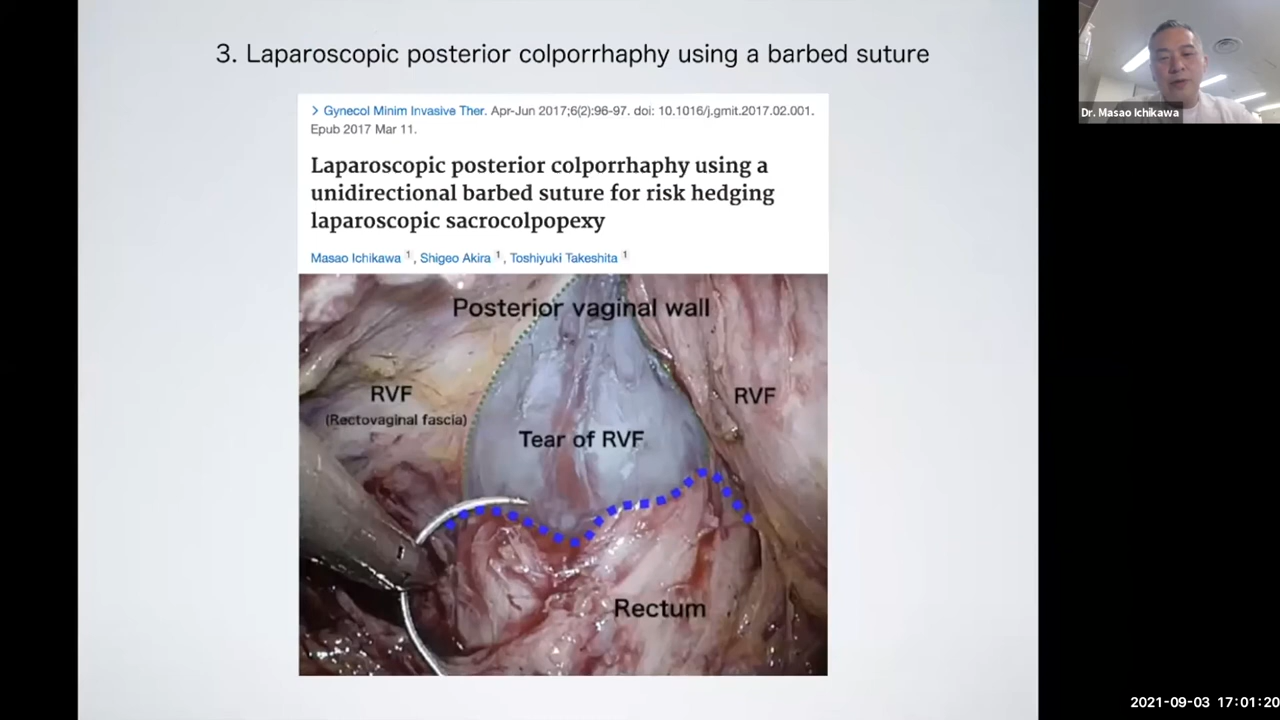 3. Laparoscopic posterior colporrhaphy using a barbed suture
> Gynecol Minim Invasive Ther. Apr-Jun 2017;6(2):96-97. doi: 10.1016/j.gmit.2017.02.001.
Epub 2017 Mar 11.
Laparoscopic posterior colporrhaphy using a
unidirectional barbed suture for risk hedging
laparoscopic sacrocolpopexy
Masao Ichikawa 1, Shigeo Akira 1, Toshiyuki Takeshita 1
Posterior vaginal wall
RVF
(Rectovaginal fascia)
RVF
Tear of RVF
Rectum
Dr. Masao Ichikawa
2021-09-03 17:01:20